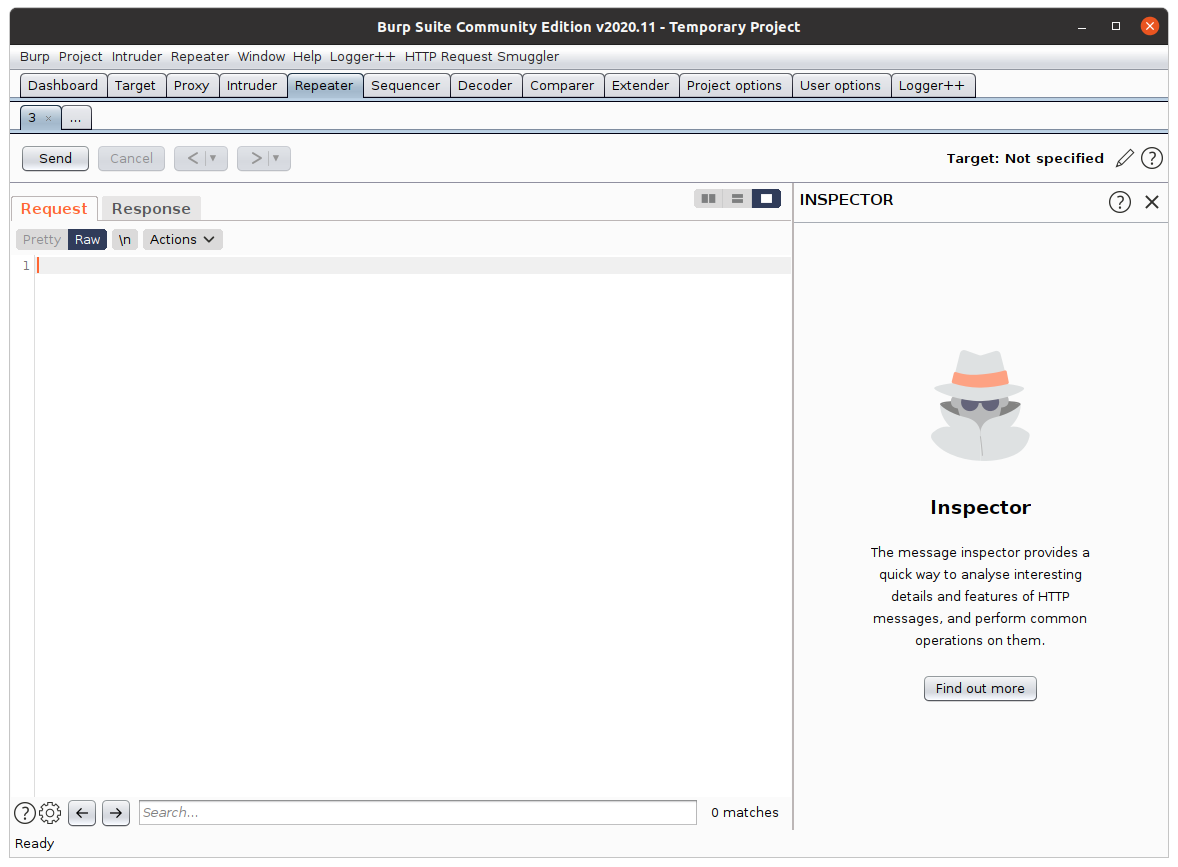 Burp Suite Community Edition v2020.11 - Temporary Project
Burp Project Intruder Repeater Window Help Logger++ HTTP Request Smuggler
Dashboard Target Proxy Intruder Repeater Sequencer Decoder Comparer Extender Project options User options Logger++
3 × ...
Send Cancel < | ▼ > | ▼ Target: Not specified ?
Request Response
INSPECTOR ?
Pretty Raw \n Actions
1
Inspector
The message inspector provides a
quick way to analyse interesting
details and features of HTTP
messages, and perform common
operations on them.
Find out more
? ← → Search... 0 matches
Ready